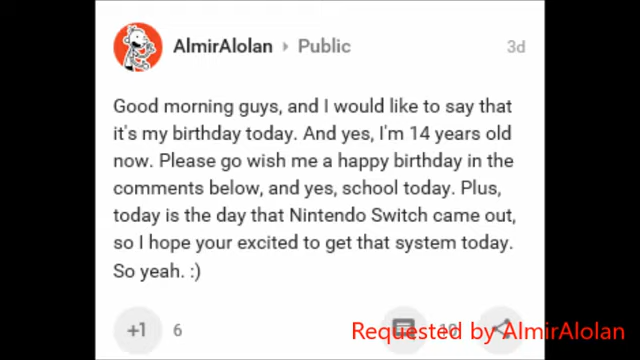 AlmirAlolan ▸ Public 3d
Good morning guys, and I would like to say that
it's my birthday today. And yes, I'm 14 years old
now. Please go wish me a happy birthday in the
comments below, and yes, school today. Plus,
today is the day that Nintendo Switch came out,
so I hope your excited to get that system today.
So yeah. :)
+1 6
Requested by AlmirAlolan